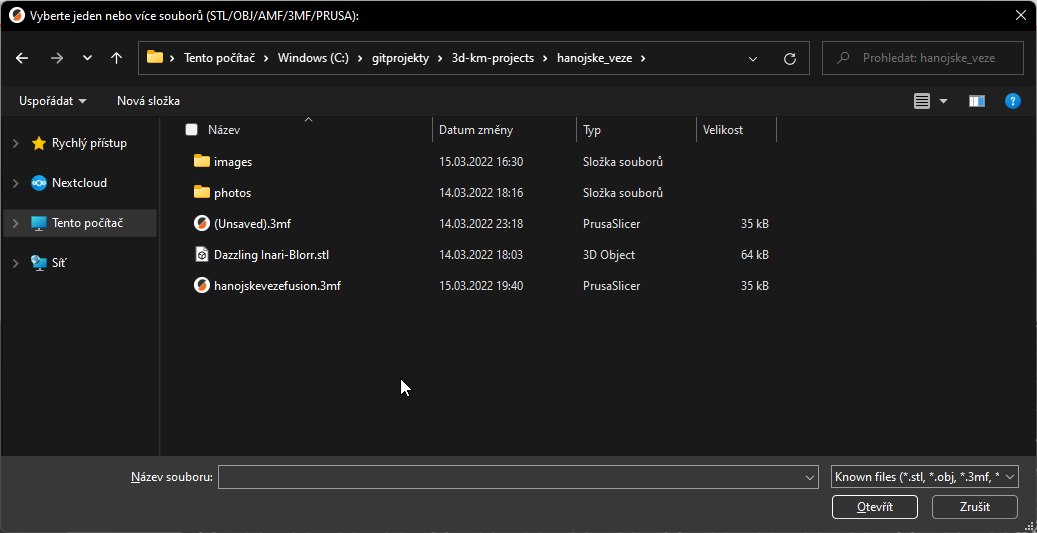 Vyberte jeden nebo více souborů (STL/OBJ/AMF/3MF/PRUSA):
Tento počítač Windows (C:) gitprojekty 3d-km-projects hanojske_veze
Prohledat: hanojske_veze
Uspořádat Nová složka
?
Název Datum změny Typ Velikost
Rychlý přístup
Nextcloud
Tento počítač
Síť
images 15.03.2022 16:30 Složka souborů
photos 14.03.2022 18:16 Složka souborů
(Unsaved).3mf 14.03.2022 23:18 PrusaSlicer 35 kB
Dazzling Inari-Blorr.stl 14.03.2022 18:03 3D Object 64 kB
hanojskevezefusion.3mf 15.03.2022 19:40 PrusaSlicer 35 kB
Název souboru:
Known files (*.stl, *.obj, *.3mf, *
Otevřít Zrušit